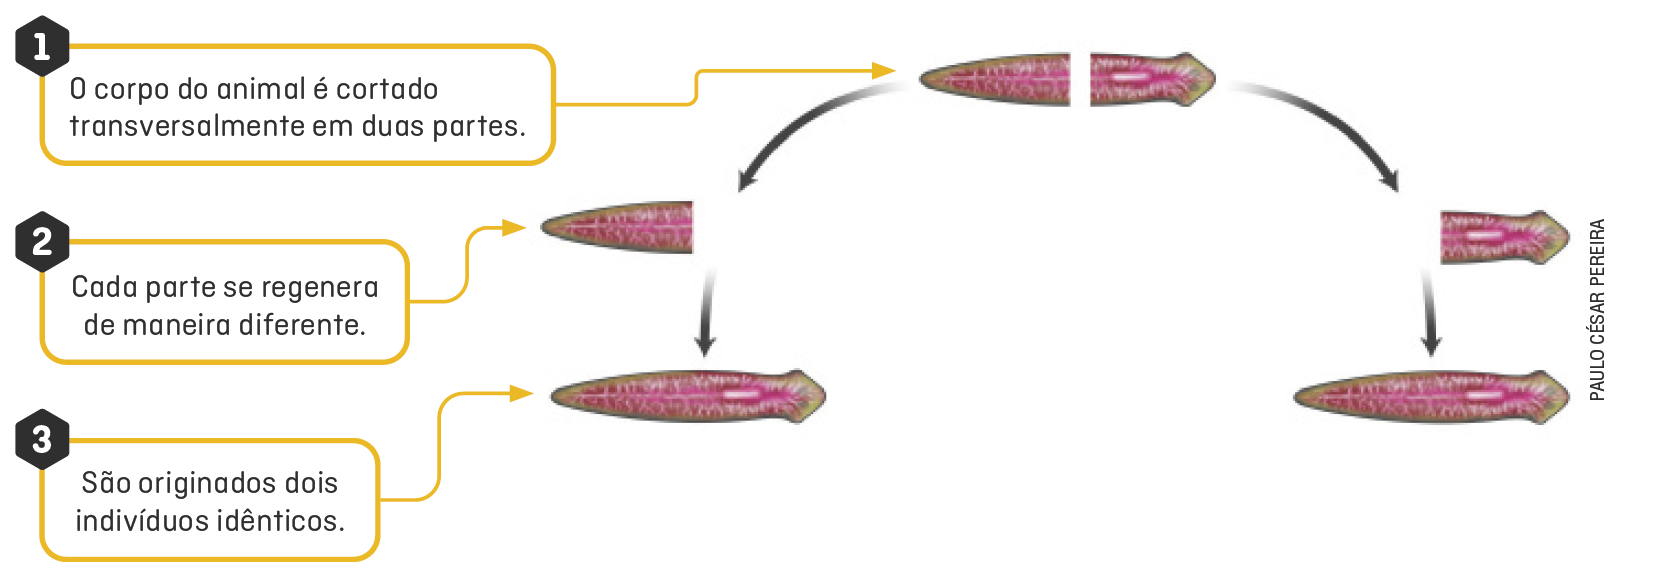 1
O corpo do animal é cortado
transversalmente em duas partes.
2
Cada parte se regenera
de maneira diferente.
3
São originados dois
indivíduos idênticos.
PAULO CÉSAR PEREIRA